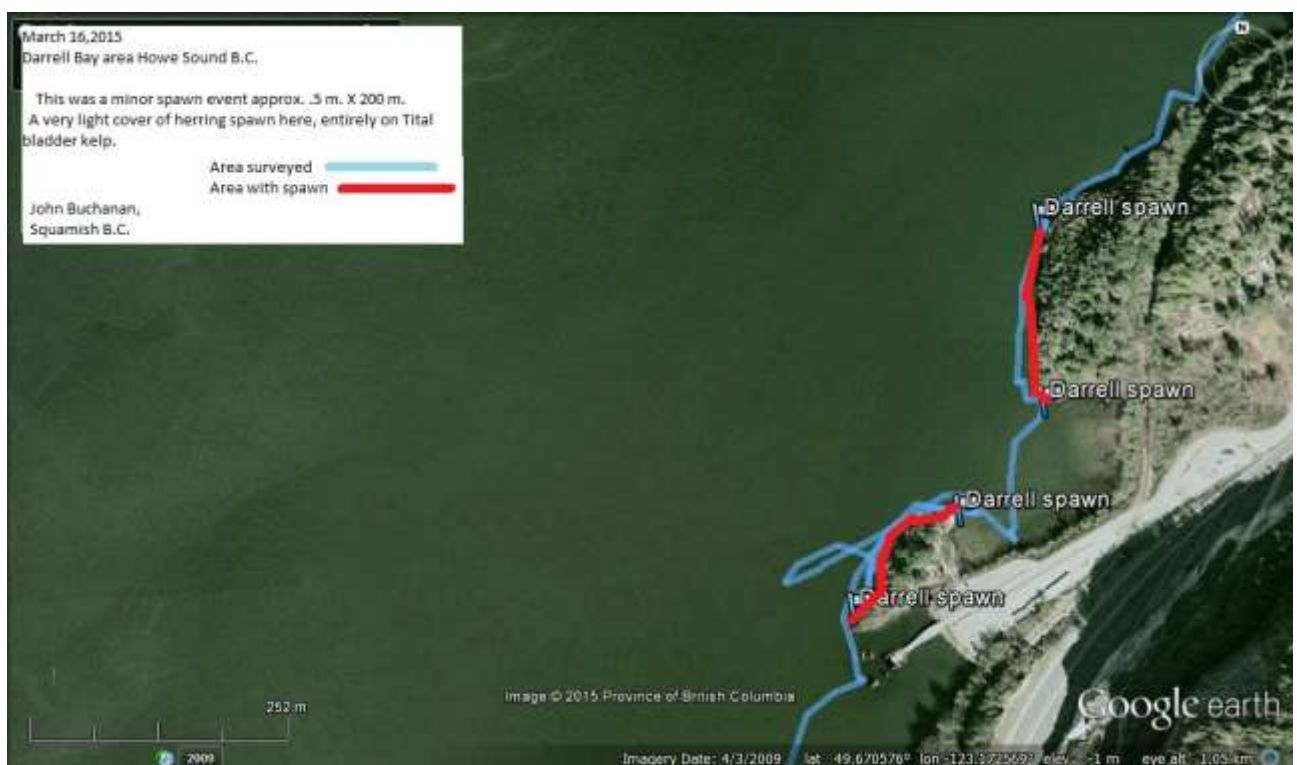 March 16,2015
Darrell Bay area Howe Sound B.C.
This was a minor spawn event approx. .5 m. X 200 m.
A very light cover of herring spawn here, entirely on Tital
bladder kelp.
Area surveyed
Area with spawn
John Buchanan,
Squamish B.C.
N
Darrell spawn
Darrell spawn
Darrell spawn
Darrell spawn
Image © 2015 Province of British Columbia
252 m
Google earth
2009
Imagery Date: 4/3/2009 lat 49.670576° lon -123.172569° elev -1 m eye alt 1.05 km